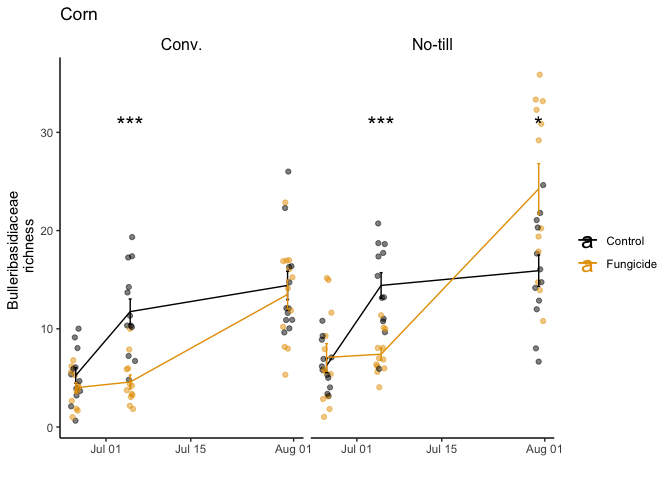 Corn
Conv.
No-till
Bulleribasidiaceae
richness
30
20
10
0
***
***
*
Jul 01
Jul 15
Aug 01
Jul 01
Jul 15
Aug 01
a Control
a Fungicide